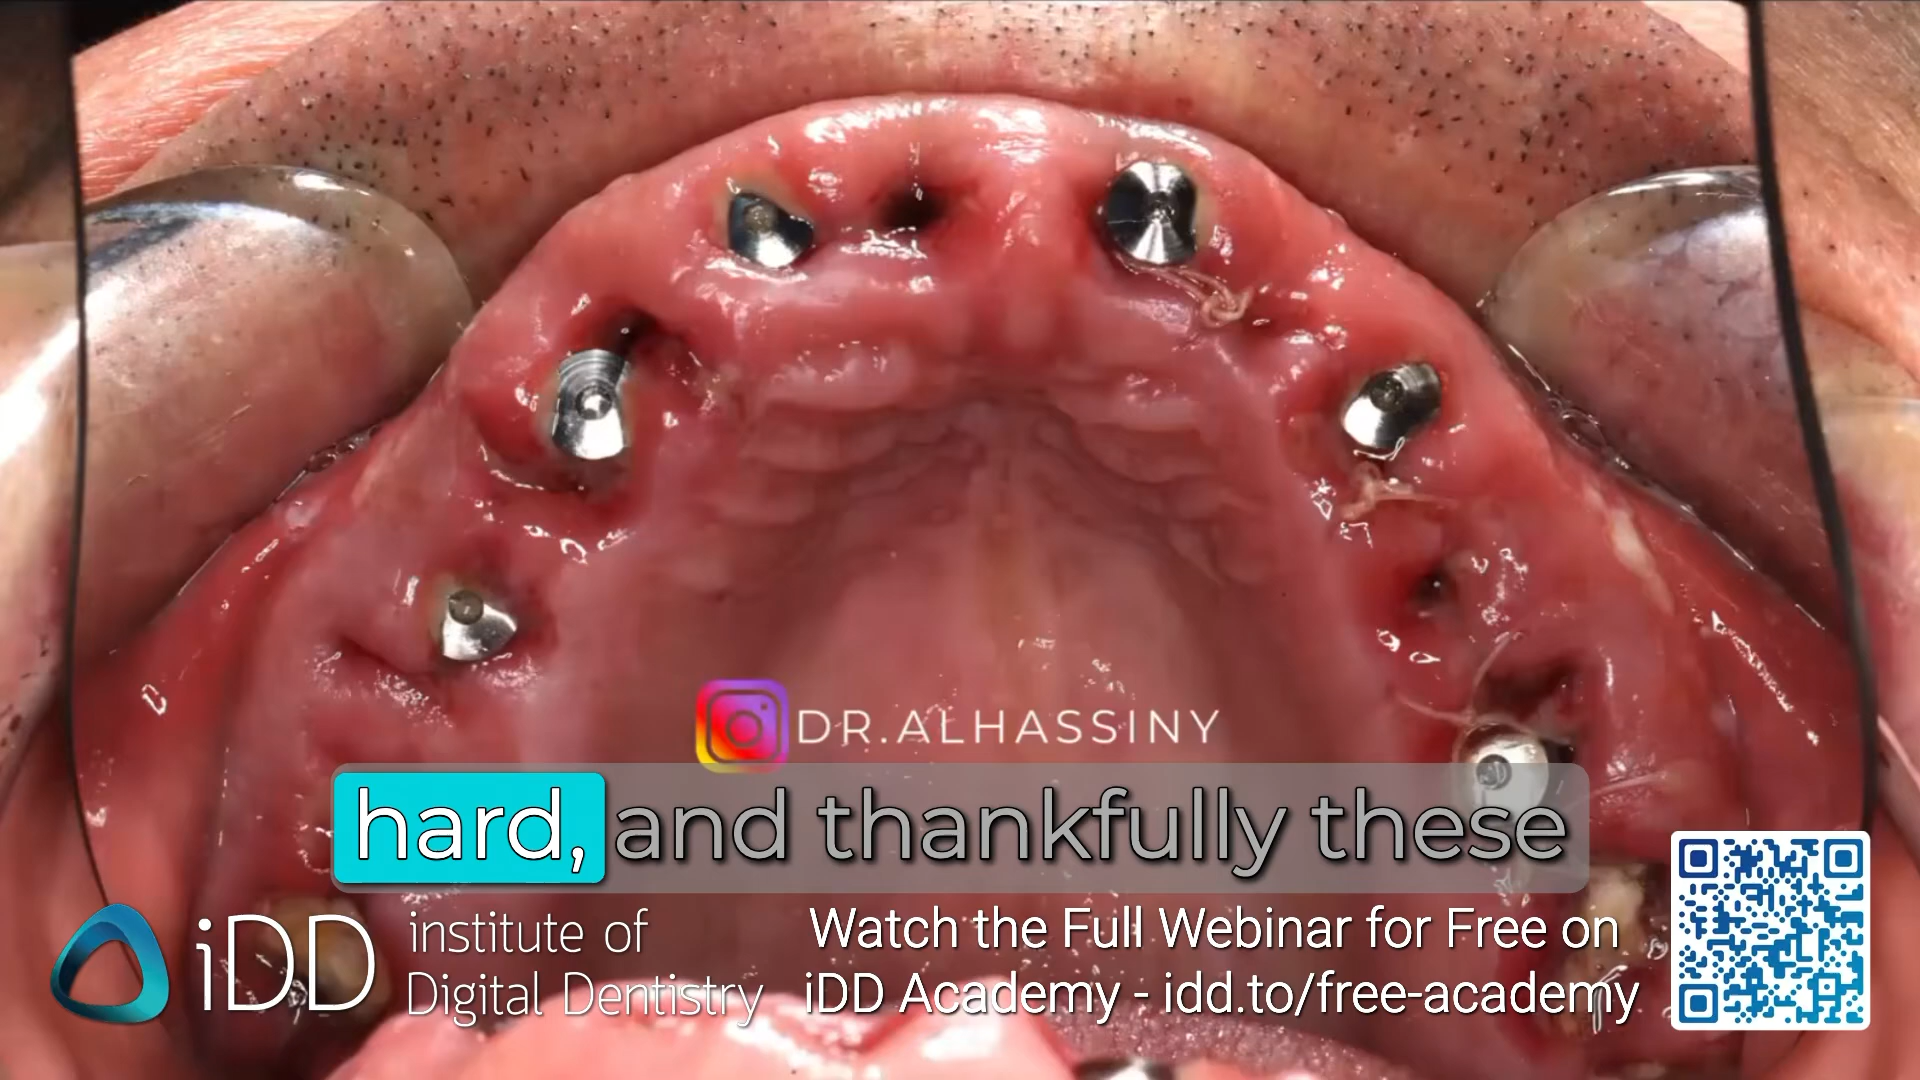 DR.ALHASSINY
hard, and thankfully these
iDD
institute of
Digital Dentistry
Watch the Full Webinar for Free on
iDD Academy - idd.to/free-academy